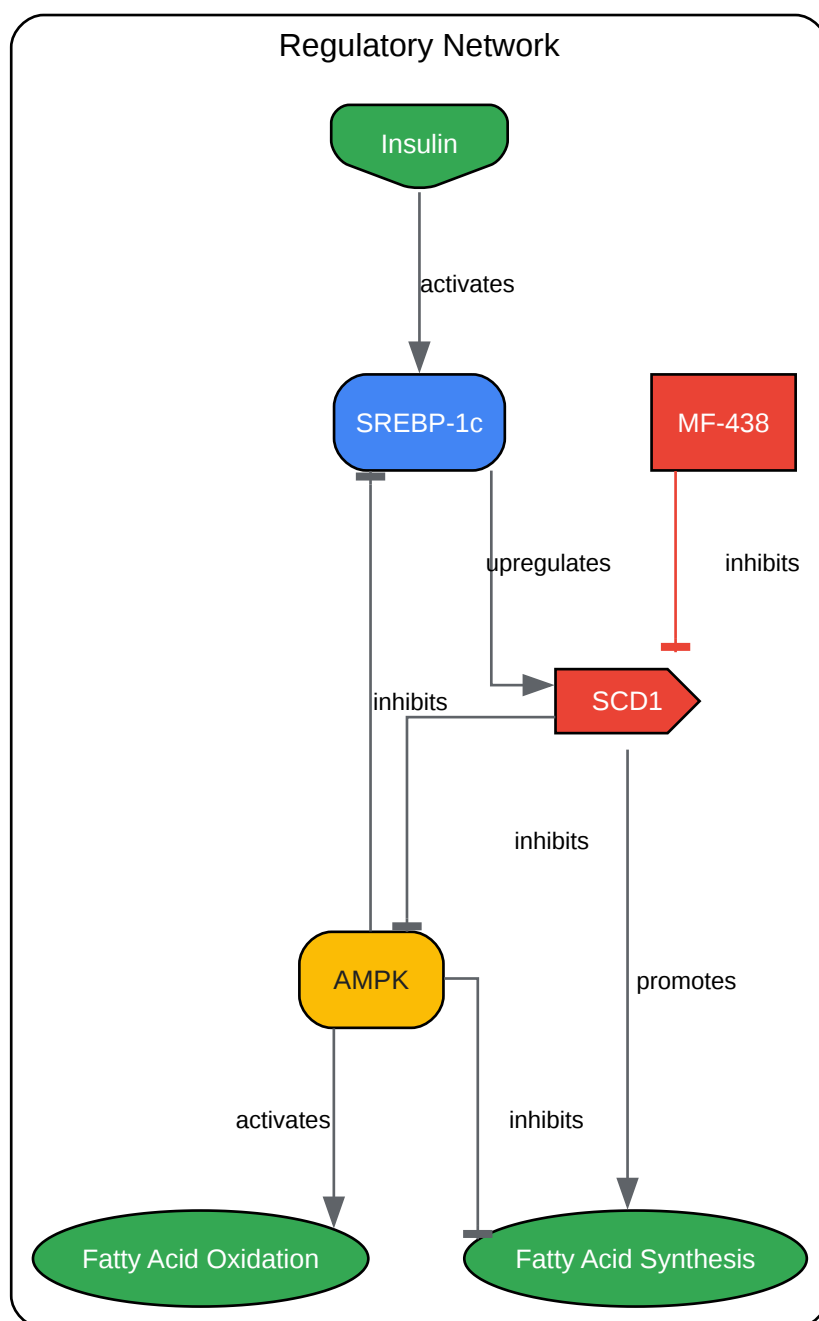 Regulatory Network
Insulin
activates
SREBP-1c
MF-438
upregulates
inhibits
inhibits
SCD1
inhibits
AMPK
promotes
activates
inhibits
Fatty Acid Oxidation
Fatty Acid Synthesis